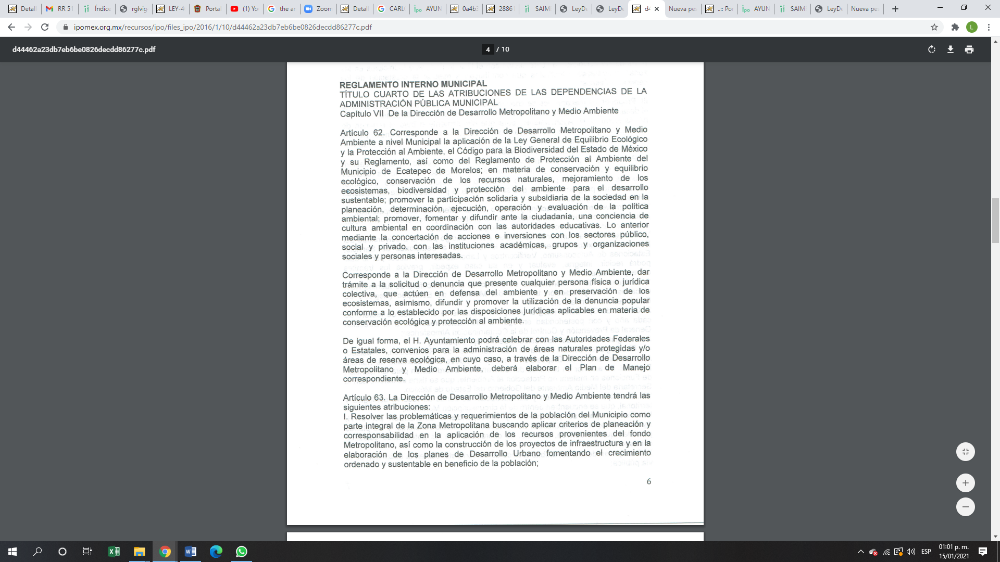 Detall
RR 51
Índice
rglvig
LEY-4
Portal
(1) Yo
the ar
Zoom
Detall
CARL
AYUN
0a4b3
28861
SAIM
LeyDe
LeyDe
d4
Nueva pes
..:: Po
AYUN
SAIM
LeyDe
Nueva pes
ipomex.org.mx/recursos/ipo/files_ipo/2016/1/10/d44462a23db7eb6be0826decdd86277c.pdf
L
d44462a23db7eb6be0826decdd86277c.pdf
4 / 10
REGLAMENTO INTERNO MUNICIPAL
TÍTULO CUARTO DE LAS ATRIBUCIONES DE LAS DEPENDENCIAS DE LA
ADMINISTRACIÓN PÚBLICA MUNICIPAL
Capítulo VII De la Dirección de Desarrollo Metropolitano y Medio Ambiente
Artículo 62. Corresponde a la Dirección de Desarrollo Metropolitano y Medio
Ambiente a nivel Municipal la aplicación de la Ley General de Equilibrio Ecológico
y la Protección al Ambiente, el Código para la Biodiversidad del Estado de México
y su Reglamento, así como del Reglamento de Protección al Ambiente del
Municipio de Ecatepec de Morelos; en materia de conservación y equilibrio
ecológico, conservación de los recursos naturales, mejoramiento de los
ecosistemas, biodiversidad y protección del ambiente para el desarrollo
sustentable; promover la participación solidaria y subsidiaria de la sociedad en la
planeación, determinación, ejecución, operación y evaluación de la política
ambiental; promover, fomentar y difundir ante la ciudadanía, una conciencia de
cultura ambiental en coordinación con las autoridades educativas. Lo anterior
mediante la concertación de acciones e inversiones con los sectores público,
social y privado, con las instituciones académicas, grupos y organizaciones
sociales y personas interesadas.
Corresponde a la Dirección de Desarrollo Metropolitano y Medio Ambiente, dar
trámite a la solicitud o denuncia que presente cualquier persona física o jurídica
colectiva, que actúen en defensa del ambiente y en preservación de los
ecosistemas, asimismo, difundir y promover la utilización de la denuncia popular
conforme a lo establecido por las disposiciones jurídicas aplicables en materia de
conservación ecológica y protección al ambiente.
De igual forma, el H. Ayuntamiento podrá celebrar con las Autoridades Federales
o Estatales, convenios para la administración de áreas naturales protegidas y/o
áreas de reserva ecológica, en cuyo caso, a través de la Dirección de Desarrollo
Metropolitano y Medio Ambiente, deberá elaborar el Plan de Manejo
correspondiente.
Artículo 63. La Dirección de Desarrollo Metropolitano y Medio Ambiente tendrá las
siguientes atribuciones:
I. Resolver las problemáticas y requerimientos de la población del Municipio como
parte integral de la Zona Metropolitana buscando aplicar criterios de planeación y
corresponsabilidad en la aplicación de los recursos provenientes del fondo
Metropolitano, así como la construcción de los proyectos de infraestructura y en la
elaboración de los planes de Desarrollo Urbano fomentando el crecimiento
ordenado y sustentable en beneficio de la población;
6
ESP
01:01 p. m.
15/01/2021